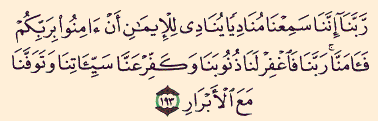 رَّبَّنَآ إِنَّنَا سَمِعْنَا مُنَادِيٗا يُنَادِي لِلۡإِيمَٰنِ أَنۡ ءَامِنُواْ بِرَبِّكُمۡ
فَـَٔامَنَّاۚ رَبَّنَا فَٱغۡفِرۡ لَنَا ذُنُوبَنَا وَكَفِّرۡ عَنَّا سَيِّـَٔاتِنَا وَتَوَفَّنَا
مَعَ ٱلۡأَبۡرَارِ ١٩٣